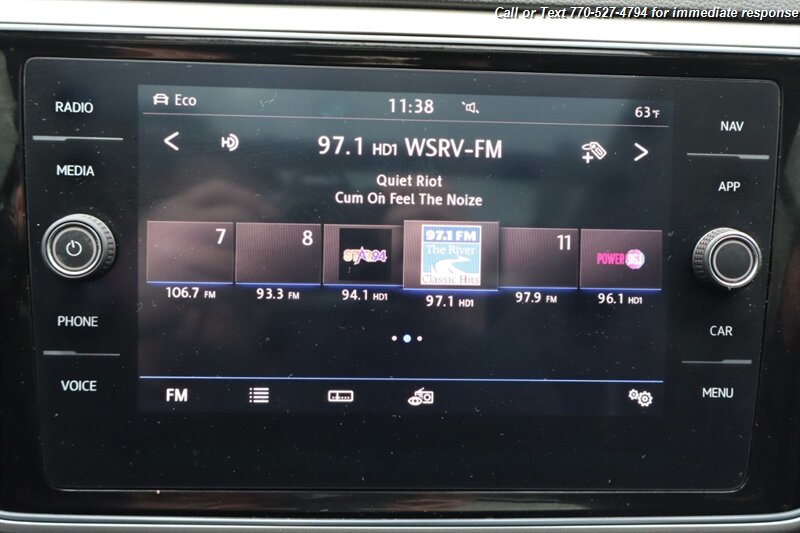 Call or Text 770-527-4794 for immediate response
RADIO
MEDIA
PHONE
VOICE
Eco
11:38
63°F
97.1 HD1 WSRV-FM
Quiet Riot
Cum On Feel The Noize
7
8
STAR94
97.1 FM
The River
Classic Hits
11
POWER 96.1
106.7 FM
93.3 FM
94.1 HD1
97.1 HD1
97.9 FM
96.1 HD1
FM
NAV
APP
CAR
MENU